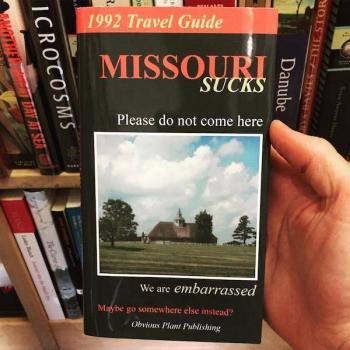 1992 Travel Guide
MISSOURI
SUCKS
Please do not come here
We are embarrassed
Maybe go somewhere else instead?
Obvious Plant Publishing
MICROCOSMS
Danube